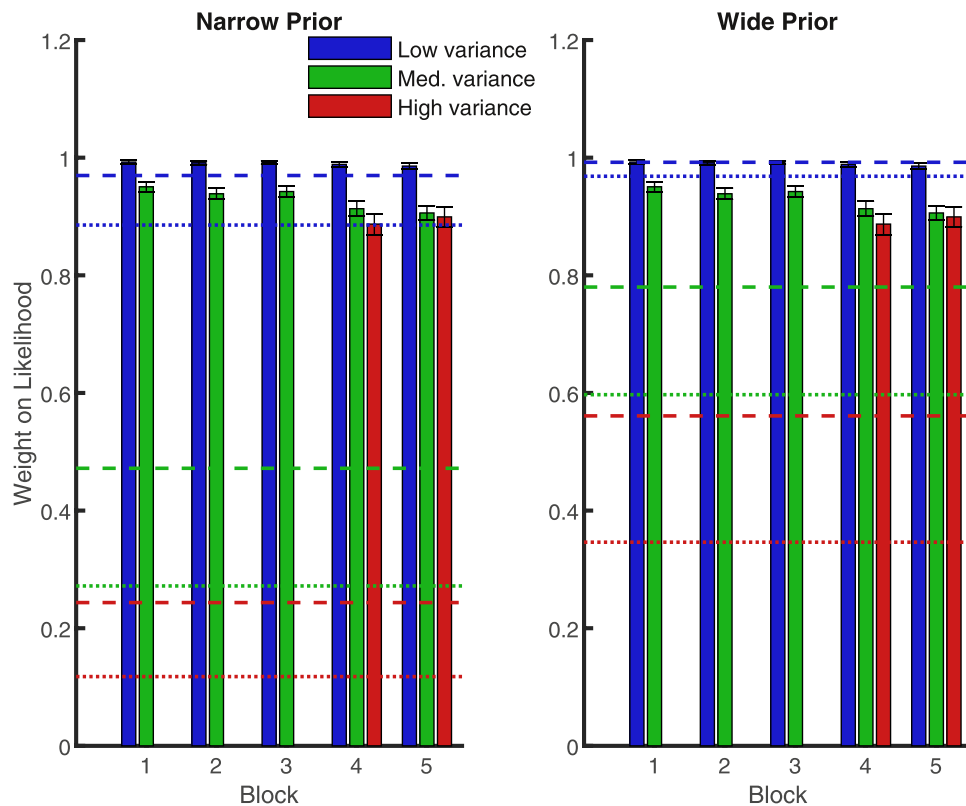 Narrow Prior
Wide Prior
Low variance
Med. variance
High variance
Weight on Likelihood
1.2
1
0.8
0.6
0.4
0.2
0
1 2 3 4 5
Block
1.2
1
0.8
0.6
0.4
0.2
0
1 2 3 4 5
Block